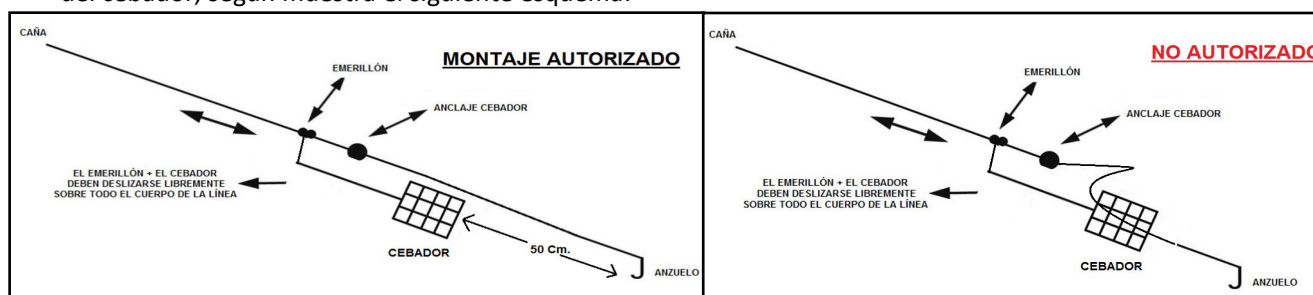 del cebador, según muestra el siguiente esquema:
CAÑA
MONTAJE AUTORIZADO
EMERILLÓN
ANCLAJE CEBADOR
EL EMERILLÓN + EL CEBADOR
DEBEN DESLIZARSE LIBREMENTE
SOBRE TODO EL CUERPO DE LA LÍNEA
50 Cm.
CEBADOR
ANZUELO
CAÑA
NO AUTORIZADO
EMERILLÓN
ANCLAJE CEBADOR
EL EMERILLÓN + EL CEBADOR
DEBEN DESLIZARSE LIBREMENTE
SOBRE TODO EL CUERPO DE LA LÍNEA
CEBADOR
ANZUELO